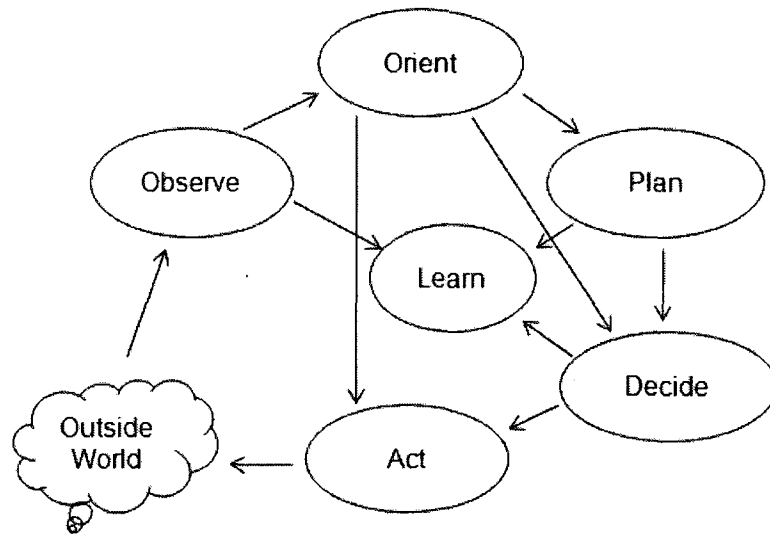 Orient
Observe
Plan
Learn
Decide
Outside
World
Act